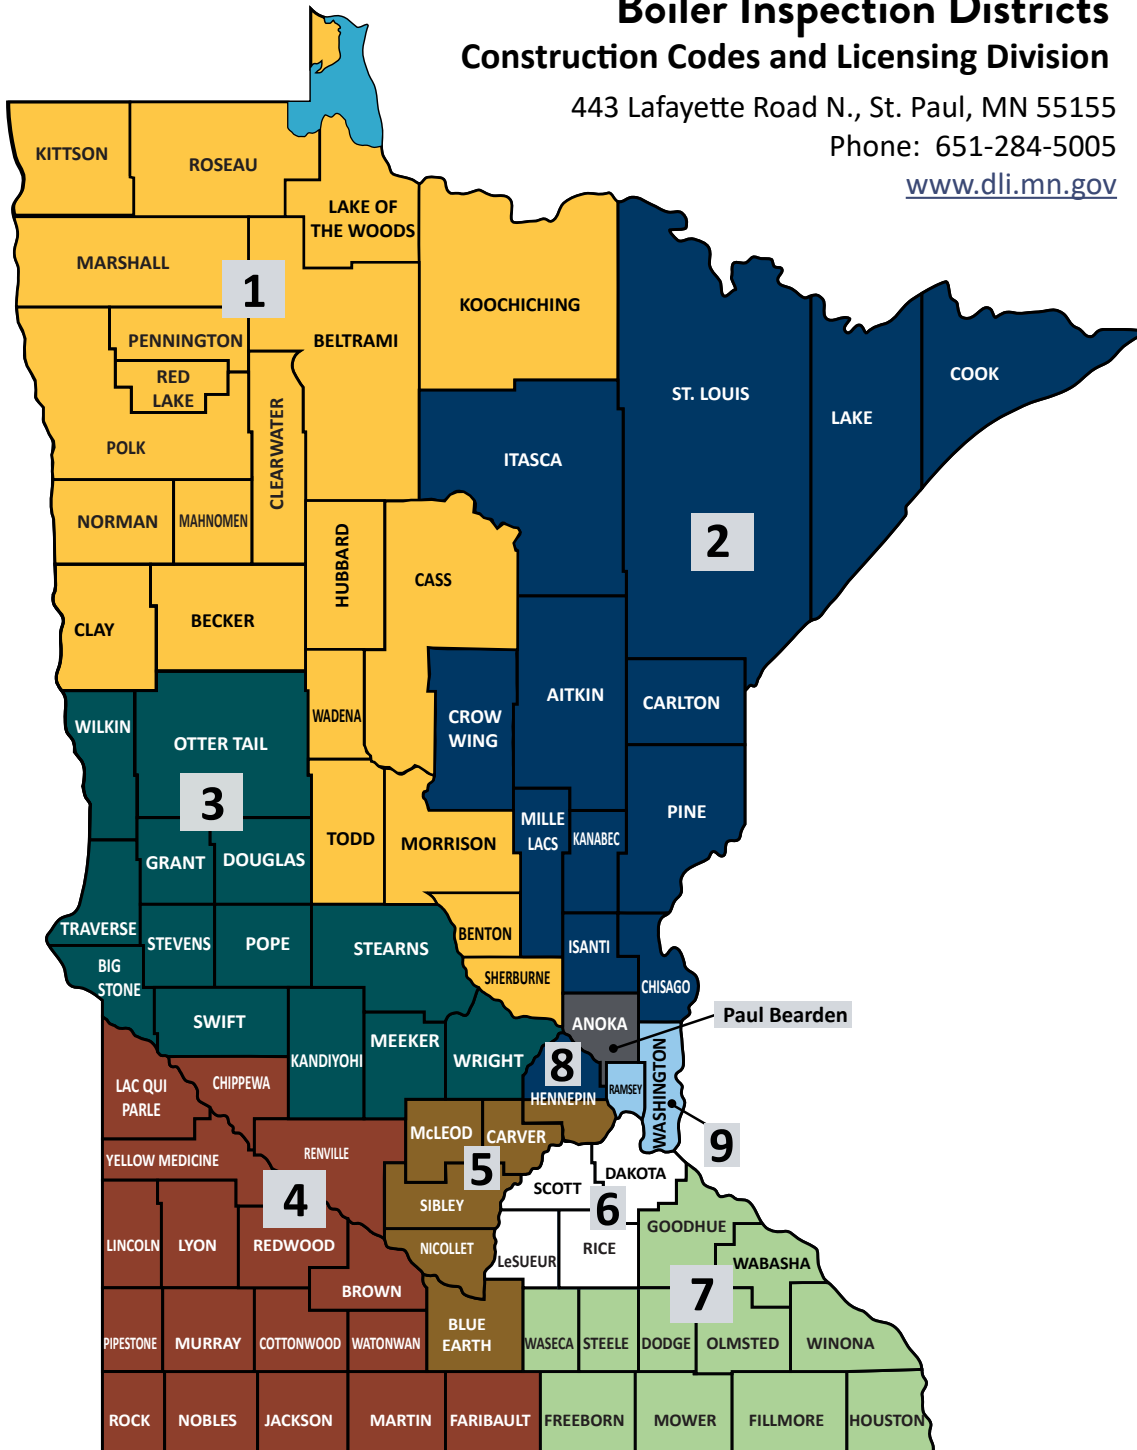 Boiler Inspection Districts
Construction Codes and Licensing Division
443 Lafayette Road N., St. Paul, MN 55155
Phone: 651-284-5005
www.dli.mn.gov
KITTSON
ROSEAU
LAKE OF
THE WOODS
MARSHALL
1
KOOCHICHING
PENNINGTON
BELTRAMI
RED
LAKE
COOK
ST. LOUIS
LAKE
POLK
CLEARWATER
ITASCA
NORMAN
MAHNOMEN
2
HUBBARD
CASS
CLAY
BECKER
AITKIN
CARLTON
WILKIN
OTTER TAIL
WADENA
CROW
WING
3
PINE
MILLE
LACS
KANABEC
TODD
MORRISON
GRANT
DOUGLAS
TRAVERSE
STEVENS
POPE
STEARNS
BENTON
ISANTI
BIG
STONE
SHERBURNE
CHISAGO
SWIFT
ANOKA
Paul Bearden
MEEKER
KANDIYOHI
WRIGHT
8
HENNEPIN
RAMSEY
WASHINGTON
LAC QUI
PARLE
CHIPPEWA
McLEOD
CARVER
9
YELLOW MEDICINE
RENVILLE
5
DAKOTA
SCOTT
4
SIBLEY
6
GOODHUE
LINCOLN
LYON
REDWOOD
NICOLLET
LeSUEUR
RICE
WABASHA
BROWN
7
PIPESTONE
MURRAY
COTTONWOOD
WATONWAN
BLUE
EARTH
WASECA
STEELE
DODGE
OLMSTED
WINONA
ROCK
NOBLES
JACKSON
MARTIN
FARIBAULT
FREEBORN
MOWER
FILLMORE
HOUSTON